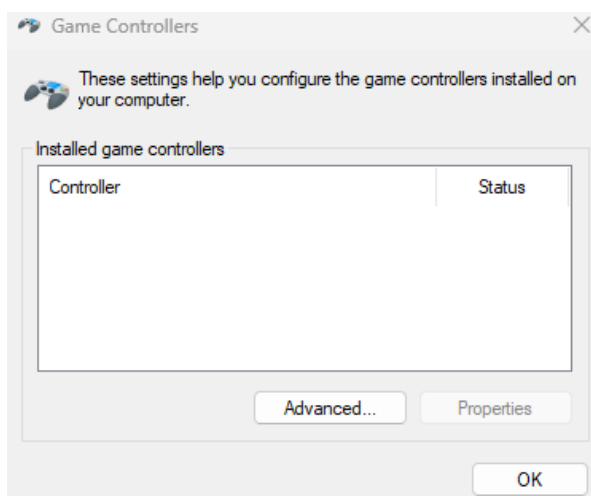 Game Controllers
These settings help you configure the game controllers installed on
your computer.
Installed game controllers
Controller Status
Advanced... Properties
OK